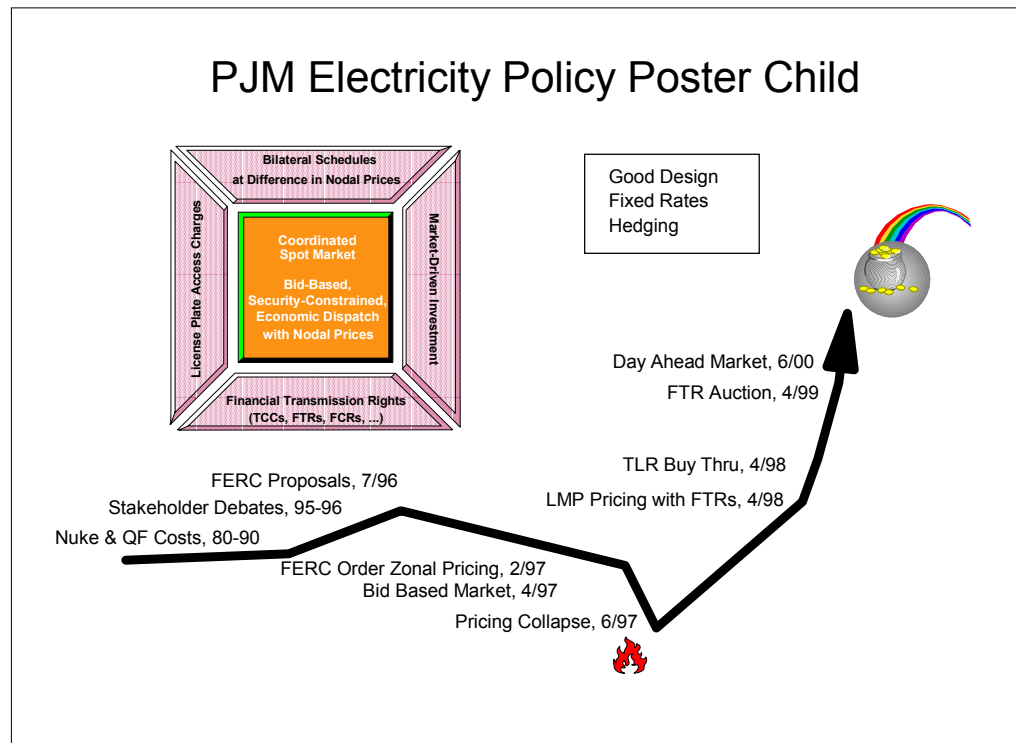 PJM Electricity Policy Poster Child
Bilateral Schedules
at Difference in Nodal Prices
License Plate Access Charges
Coordinated
Spot Market
Bid-Based,
Security-Constrained,
Economic Dispatch
with Nodal Prices
Market-Driven Investment
Financial Transmission Rights
(TCCs, FTRs, FCRs, ...)
Good Design
Fixed Rates
Hedging
Day Ahead Market, 6/00
FTR Auction, 4/99
TLR Buy Thru, 4/98
LMP Pricing with FTRs, 4/98
FERC Proposals, 7/96
Stakeholder Debates, 95-96
Nuke & QF Costs, 80-90
FERC Order Zonal Pricing, 2/97
Bid Based Market, 4/97
Pricing Collapse, 6/97